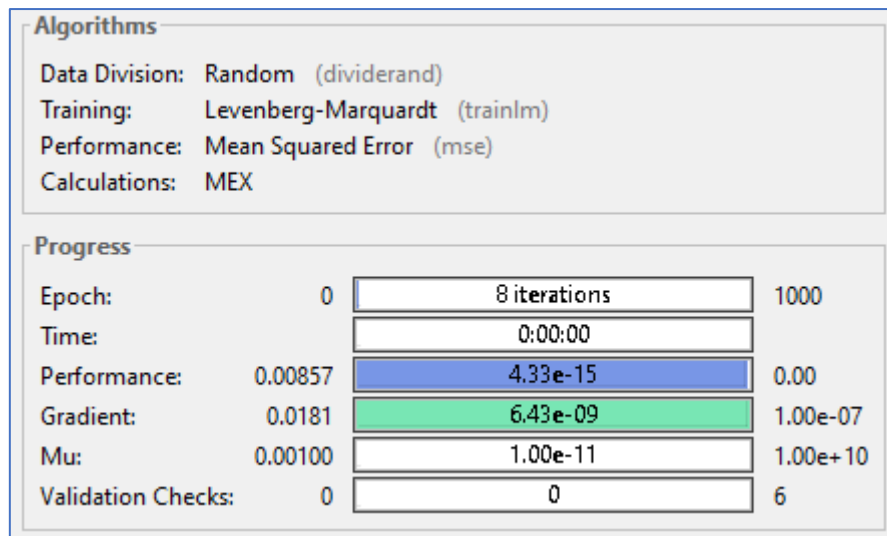 Algorithms
Data Division: Random (dividerand)
Training: Levenberg-Marquardt (trainlm)
Performance: Mean Squared Error (mse)
Calculations: MEX
Progress
Epoch: 0 8 iterations 1000
Time: 0:00:00
Performance: 0.00857 4.33e-15 0.00
Gradient: 0.0181 6.43e-09 1.00e-07
Mu: 0.00100 1.00e-11 1.00e+10
Validation Checks: 0 0 6